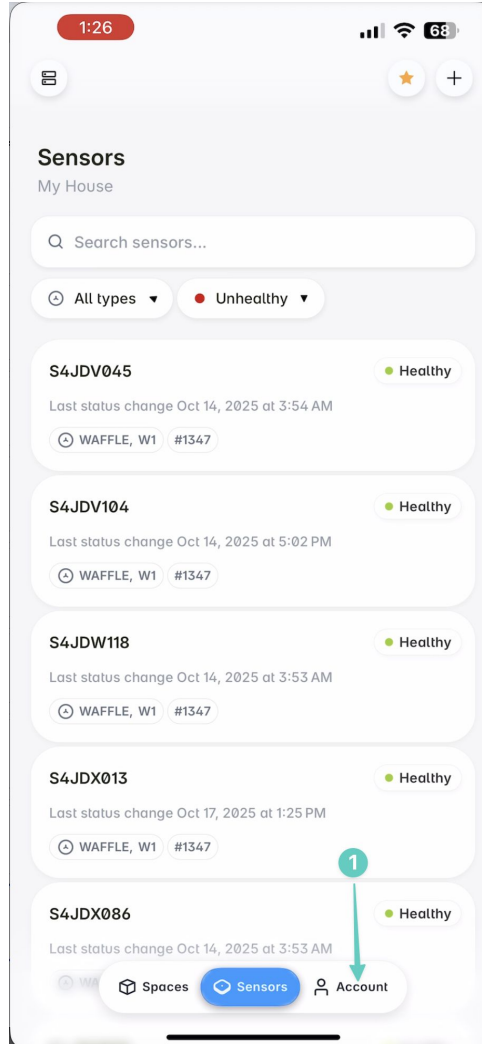 1:26
68
Sensors
My House
Search sensors...
All types
Unhealthy
S4JDV045
Healthy
Last status change Oct 14, 2025 at 3:54 AM
WAFFLE, W1
#1347
S4JDV104
Healthy
Last status change Oct 14, 2025 at 5:02 PM
WAFFLE, W1
#1347
S4JDW118
Healthy
Last status change Oct 14, 2025 at 3:53 AM
WAFFLE, W1
#1347
S4JDX013
Healthy
Last status change Oct 17, 2025 at 1:25 PM
WAFFLE, W1
#1347
1
S4JDX086
Healthy
Last status change Oct 14, 2025 at 3:53 AM
Spaces
Sensors
Account